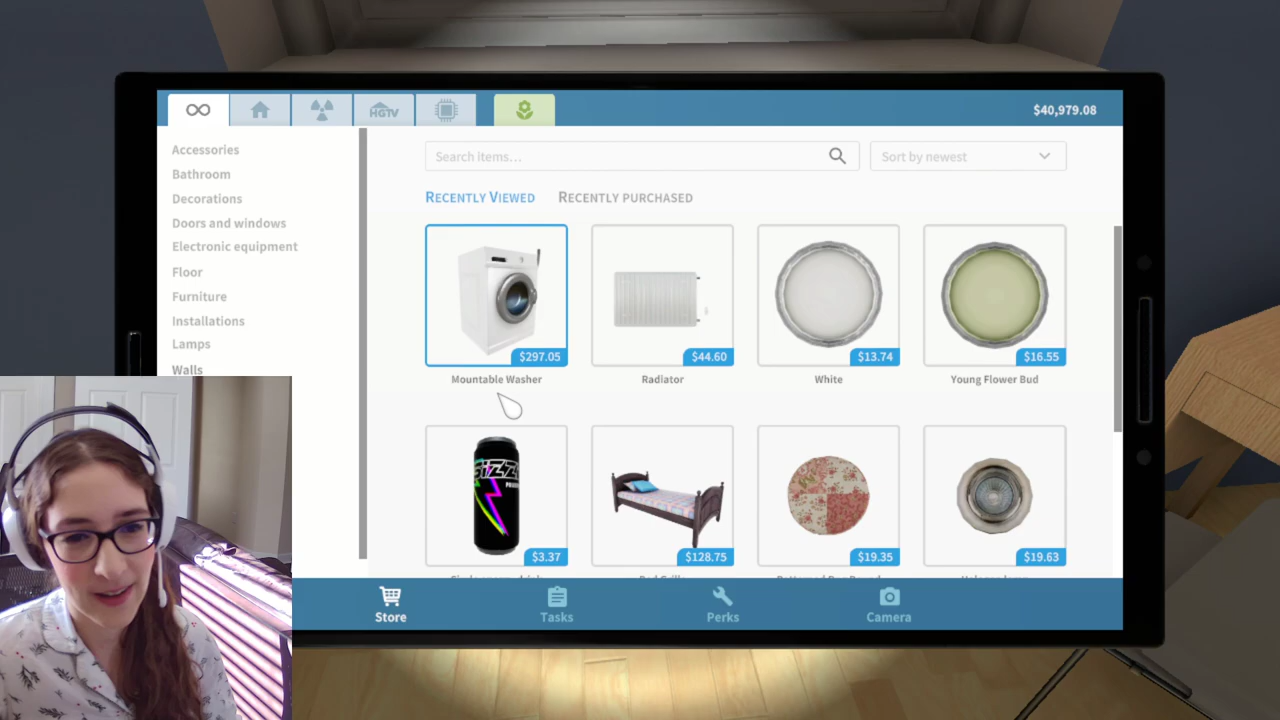 HGTV
$40,979.08
Accessories
Bathroom
Decorations
Doors and windows
Electronic equipment
Floor
Furniture
Installations
Lamps
Walls
Search items...
Sort by newest
RECENTLY VIEWED
RECENTLY PURCHASED
$297.05
$44.60
$13.74
$16.55
Mountable Washer
Radiator
White
Young Flower Bud
SIZZ
$3.37
$128.75
$19.35
$19.63
Store
Tasks
Perks
Camera